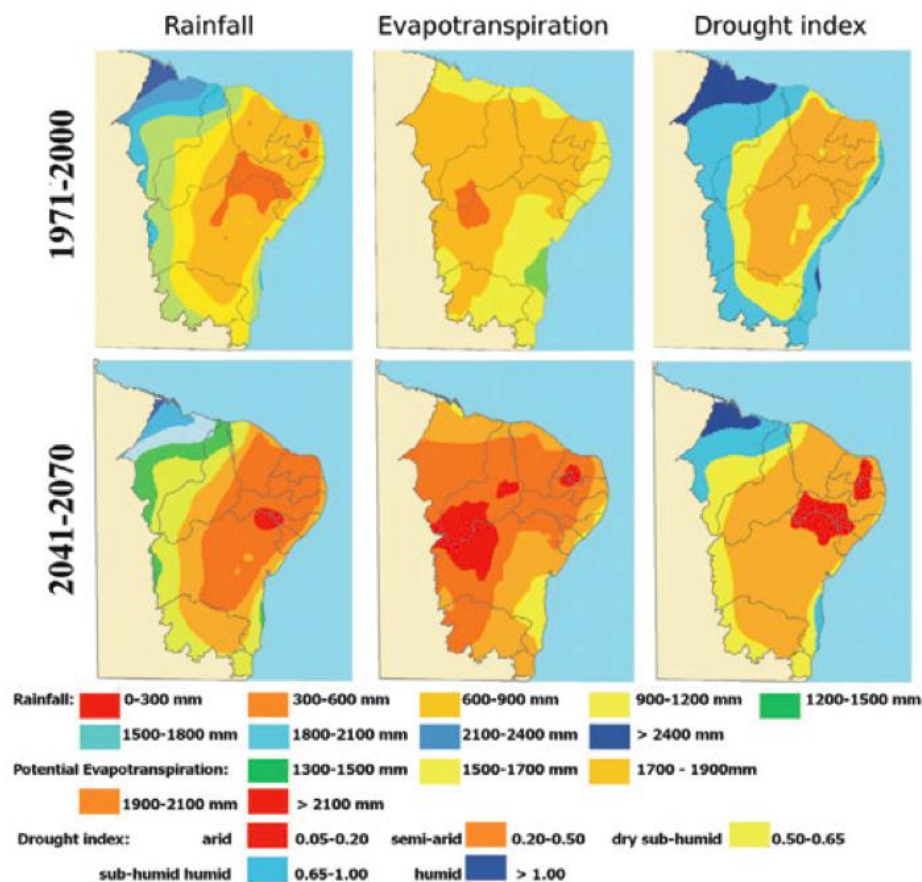 Rainfall Evapotranspiration Drought index
1971-2000
2041-2070
Rainfall: 0-300 mm 300-600 mm 600-900 mm 900-1200 mm 1200-1500 mm
1500-1800 mm 1800-2100 mm 2100-2400 mm > 2400 mm
Potential Evapotranspiration: 1300-1500 mm 1500-1700 mm 1700 - 1900mm
1900-2100 mm > 2100 mm
Drought index: arid 0.05-0.20 semi-arid 0.20-0.50 dry sub-humid 0.50-0.65
sub-humid humid 0.65-1.00 humid > 1.00